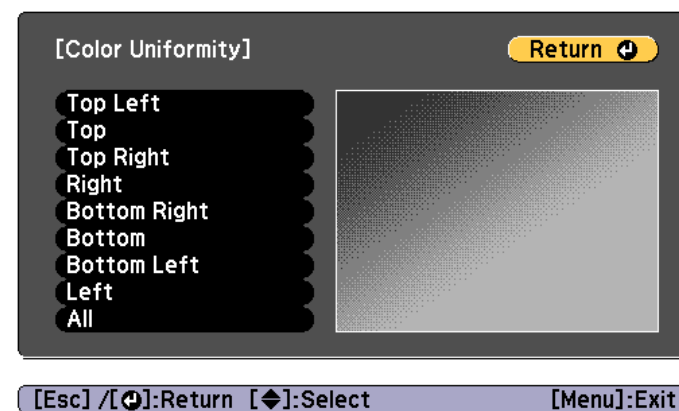 [Color Uniformity]
Return
Top Left
Top
Top Right
Right
Bottom Right
Bottom
Bottom Left
Left
All
[Esc] /[⏎]:Return [◆]:Select [Menu]:Exit